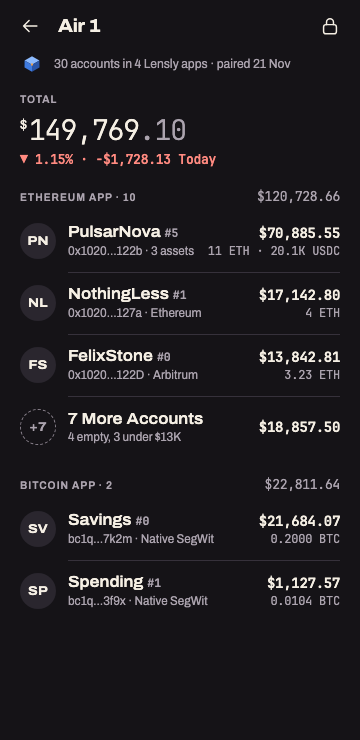 Air 1
30 accounts in 4 Lensly apps · paired 21 Nov
TOTAL
$149,769.10
▼ 1.15% · -$1,728.13 Today
ETHEREUM APP · 10 $120,728.66
PN PulsarNova #5 $70,885.55
0x1020...122b · 3 assets 11 ETH · 20.1K USDC
NL NothingLess #1 $17,142.80
0x1020...127a · Ethereum 4 ETH
FS FelixStone #0 $13,842.81
0x1020...122D · Arbitrum 3.23 ETH
+7 7 More Accounts $18,857.50
4 empty, 3 under $13K
BITCOIN APP · 2 $22,811.64
SV Savings #0 $21,684.07
bc1q...7k2m · Native SegWit 0.2000 BTC
SP Spending #1 $1,127.57
bc1q...3f9x · Native SegWit 0.0104 BTC